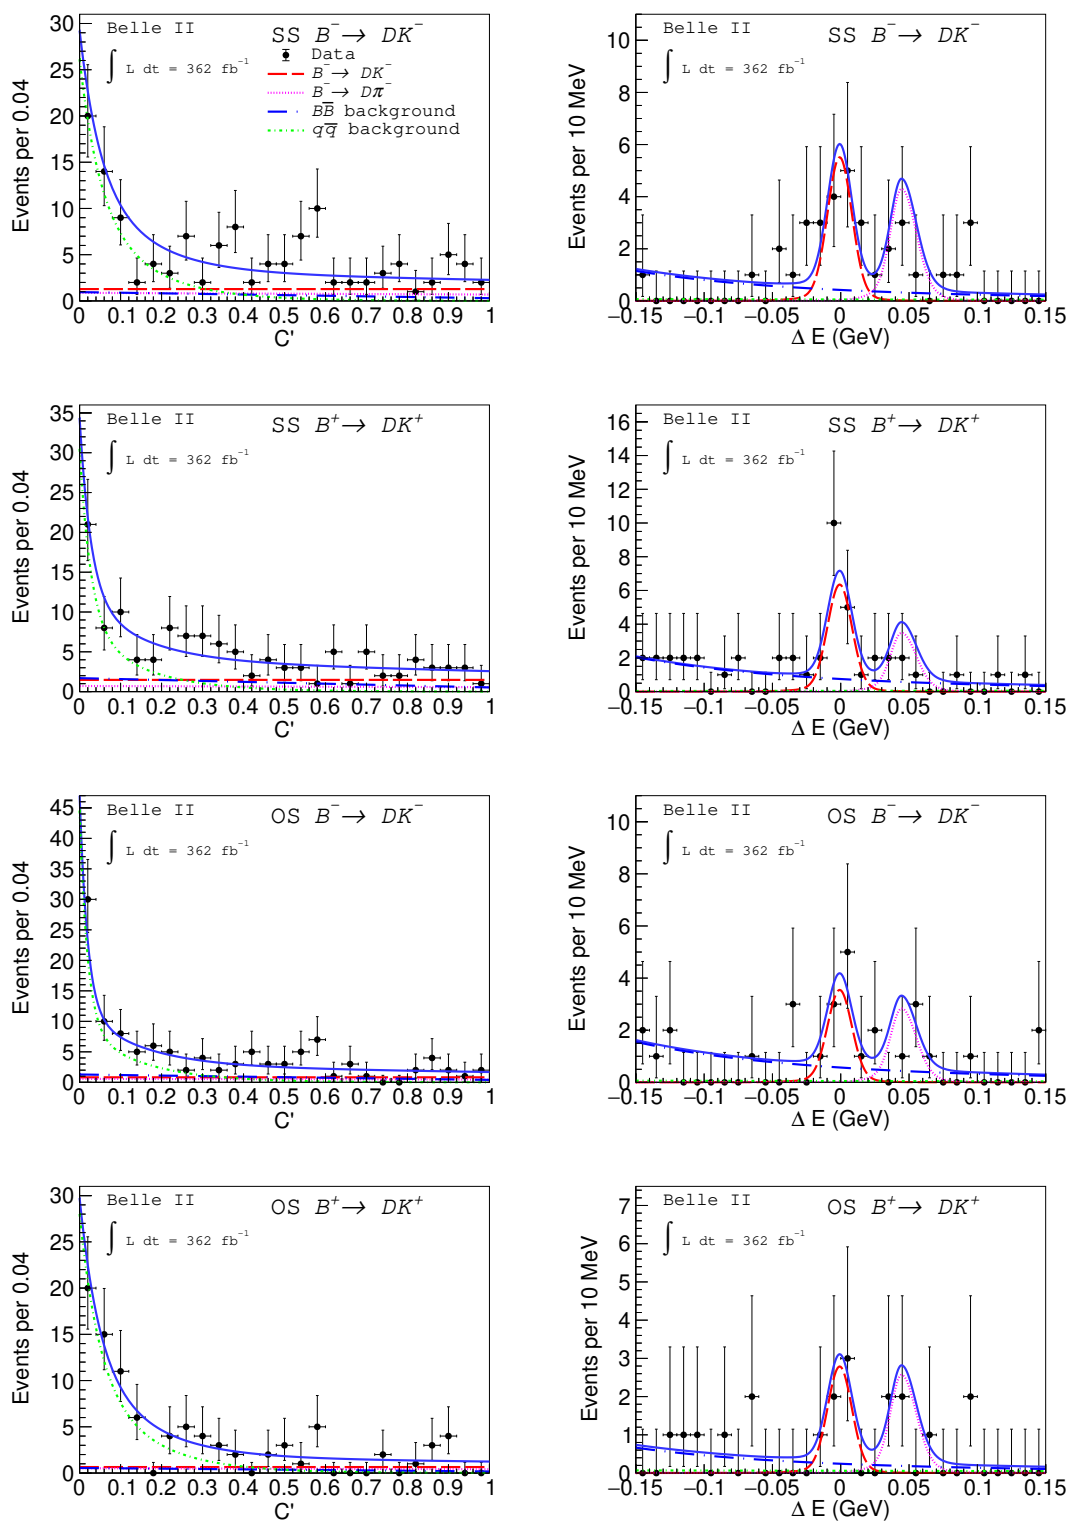 Belle II
∫ L dt = 362 fb⁻¹
SS B⁻→ DK⁻
Data
B⁻→ DK⁻
B⁻→ Dπ⁻
BB̅ background
qq̅ background
Events per 0.04
0 5 10 15 20 25 30
0 0.1 0.2 0.3 0.4 0.5 0.6 0.7 0.8 0.9 1
C'
Belle II
∫ L dt = 362 fb⁻¹
SS B⁻→ DK⁻
Events per 10 MeV
0 2 4 6 8 10
−0.15 −0.1 −0.05 0 0.05 0.1 0.15
Δ E (GeV)
Belle II
∫ L dt = 362 fb⁻¹
SS B⁺→ DK⁺
Events per 0.04
0 5 10 15 20 25 30 35
0 0.1 0.2 0.3 0.4 0.5 0.6 0.7 0.8 0.9 1
C'
Belle II
∫ L dt = 362 fb⁻¹
SS B⁺→ DK⁺
Events per 10 MeV
0 2 4 6 8 10 12 14 16
−0.15 −0.1 −0.05 0 0.05 0.1 0.15
Δ E (GeV)
Belle II
∫ L dt = 362 fb⁻¹
OS B⁻→ DK⁻
Events per 0.04
0 5 10 15 20 25 30 35 40 45
0 0.1 0.2 0.3 0.4 0.5 0.6 0.7 0.8 0.9 1
C'
Belle II
∫ L dt = 362 fb⁻¹
OS B⁻→ DK⁻
Events per 10 MeV
0 2 4 6 8 10
−0.15 −0.1 −0.05 0 0.05 0.1 0.15
Δ E (GeV)
Belle II
∫ L dt = 362 fb⁻¹
OS B⁺→ DK⁺
Events per 0.04
0 5 10 15 20 25 30
0 0.1 0.2 0.3 0.4 0.5 0.6 0.7 0.8 0.9 1
C'
Belle II
∫ L dt = 362 fb⁻¹
OS B⁺→ DK⁺
Events per 10 MeV
0 1 2 3 4 5 6 7
−0.15 −0.1 −0.05 0 0.05 0.1 0.15
Δ E (GeV)